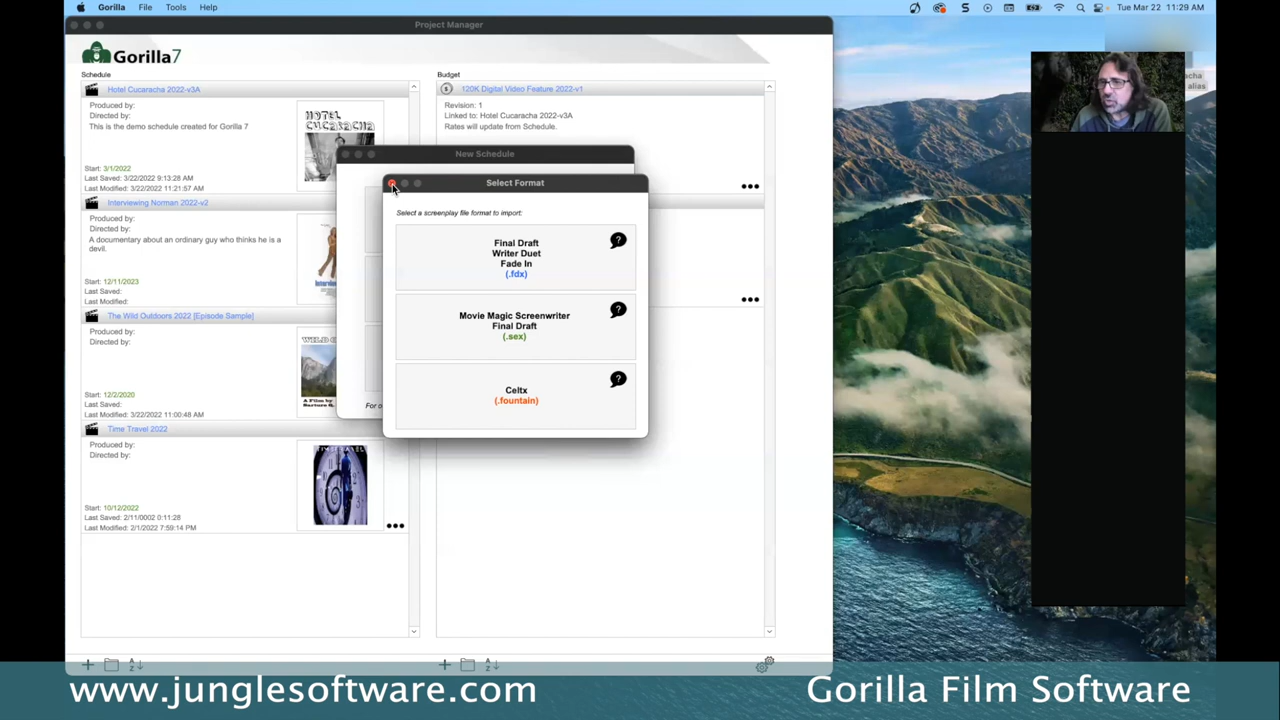 Gorilla File Tools Help
Tue Mar 22 11:29 AM
Project Manager
Gorilla7
Schedule
Hotel Cucaracha 2022-v3A
Produced by:
Directed by:
This is the demo schedule created for Gorilla 7
HOTEL
CUCARACHA
Start: 3/1/2022
Last Saved: 3/22/2022 9:13:28 AM
Last Modified: 3/22/2022 11:21:57 AM
Interviewing Norman 2022-v2
Produced by:
Directed by:
A documentary about an ordinary guy who thinks he is a
devil.
Start: 12/11/2023
Last Saved:
Last Modified:
The Wild Outdoors 2022 [Episode Sample]
Produced by:
Directed by:
Start: 12/2/2020
Last Saved:
Last Modified: 3/22/2022 11:00:48 AM
Time Travel 2022
Produced by:
Directed by:
TIME TRAVEL
Start: 10/12/2022
Last Saved: 2/11/0002 0:11:28
Last Modified: 2/1/2022 7:59:14 PM
Budget
120K Digital Video Feature 2022-v1
Revision: 1
Linked to: Hotel Cucaracha 2022-v3A
Rates will update from Schedule.
New Schedule
Select Format
Select a screenplay file format to import:
Final Draft
Writer Duet
Fade In
(.fdx)
Movie Magic Screenwriter
Final Draft
(.sex)
Celtx
(.fountain)
acha
alias
www.junglesoftware.com
Gorilla Film Software